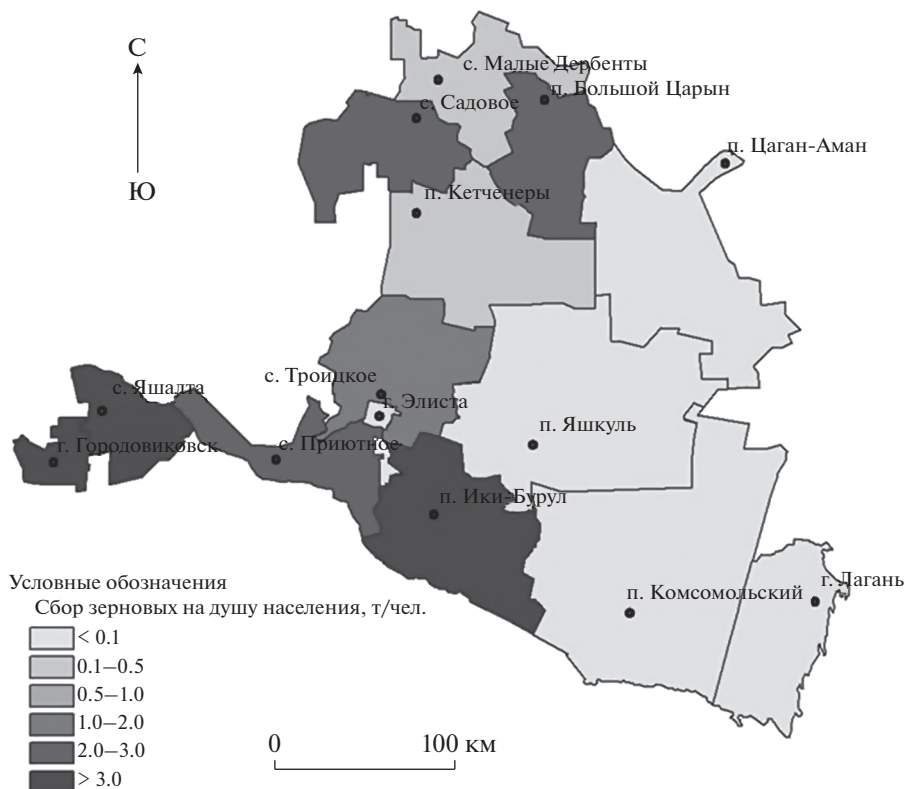 С
Ю
с. Малые Дербенты
п. Большой Царын
с. Садовое
п. Цаган-Аман
п. Кетченеры
с. Троицкое
с. Яшалта
г. Элиста
п. Яшкуль
г. Городовиковск
с. Приютное
п. Ики-Бурул
г. Лагань
п. Комсомольский
Условные обозначения
Сбор зерновых на душу населения, т/чел.
< 0.1
0.1–0.5
0.5–1.0
1.0–2.0
2.0–3.0
> 3.0
0 100 км